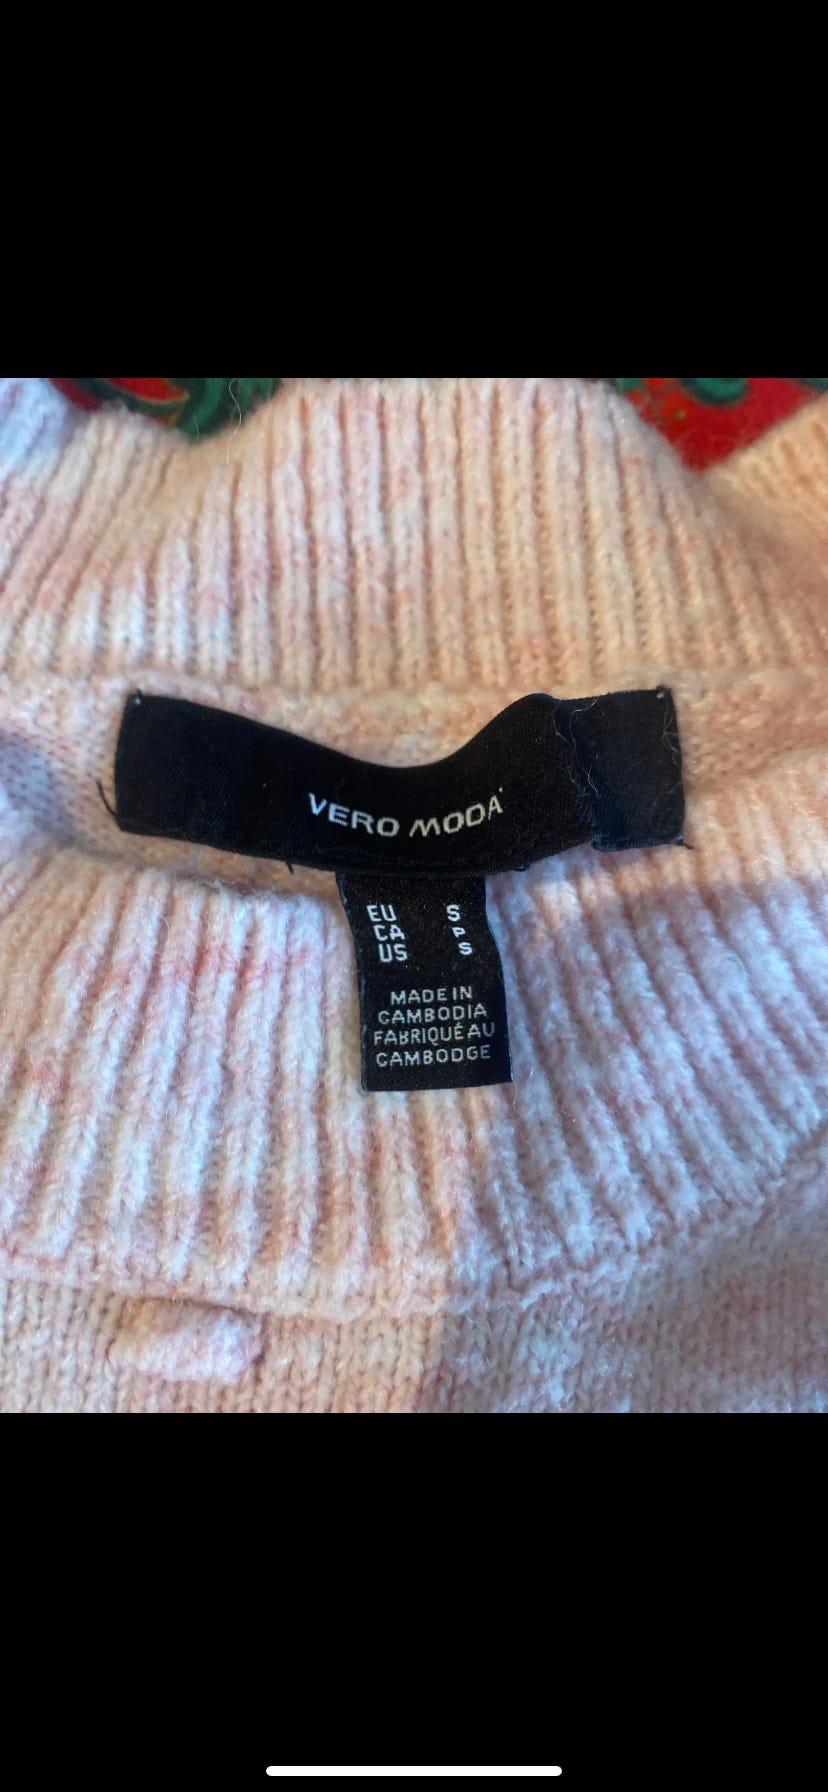 VERO MODA
EU S
CA P
US S
MADE IN
CAMBODIA
FABRIQUÉ AU
CAMBODGE